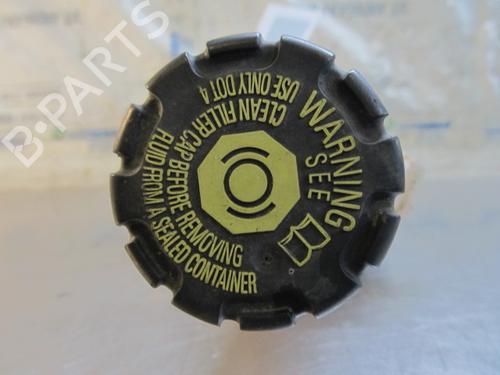 B-PARTS
WARNING
SEE
CLEAN FILLER CAP BEFORE REMOVING
USE ONLY DOT 4
FLUID FROM A SEALED CONTAINER